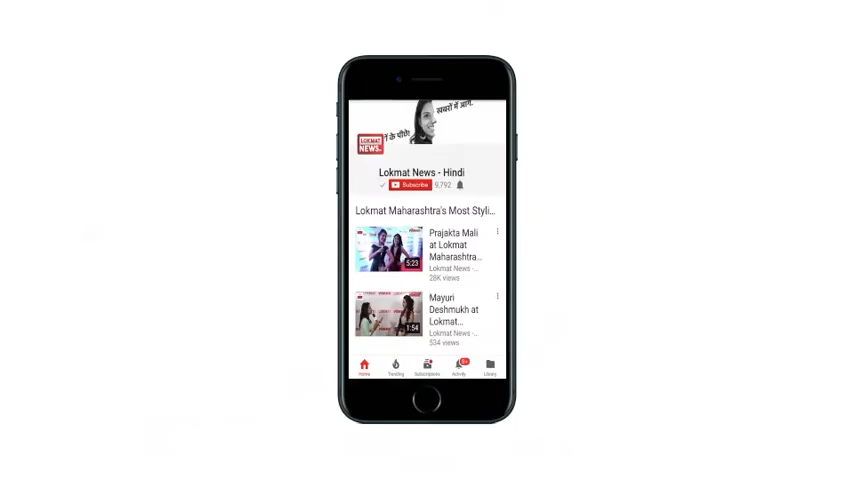 खबरों में आगे,
के पीछे!
LOKMAT
NEWS
Lokmat News - Hindi
Subscribe 9,792
Lokmat Maharashtra's Most Styli...
Prajakta Mali
at Lokmat
Maharashtra...
Lokmat News -...
28K views
5:23
Mayuri
Deshmukh at
Lokmat...
Lokmat News -...
534 views
1:54
Home Trending Subscriptions Activity Library